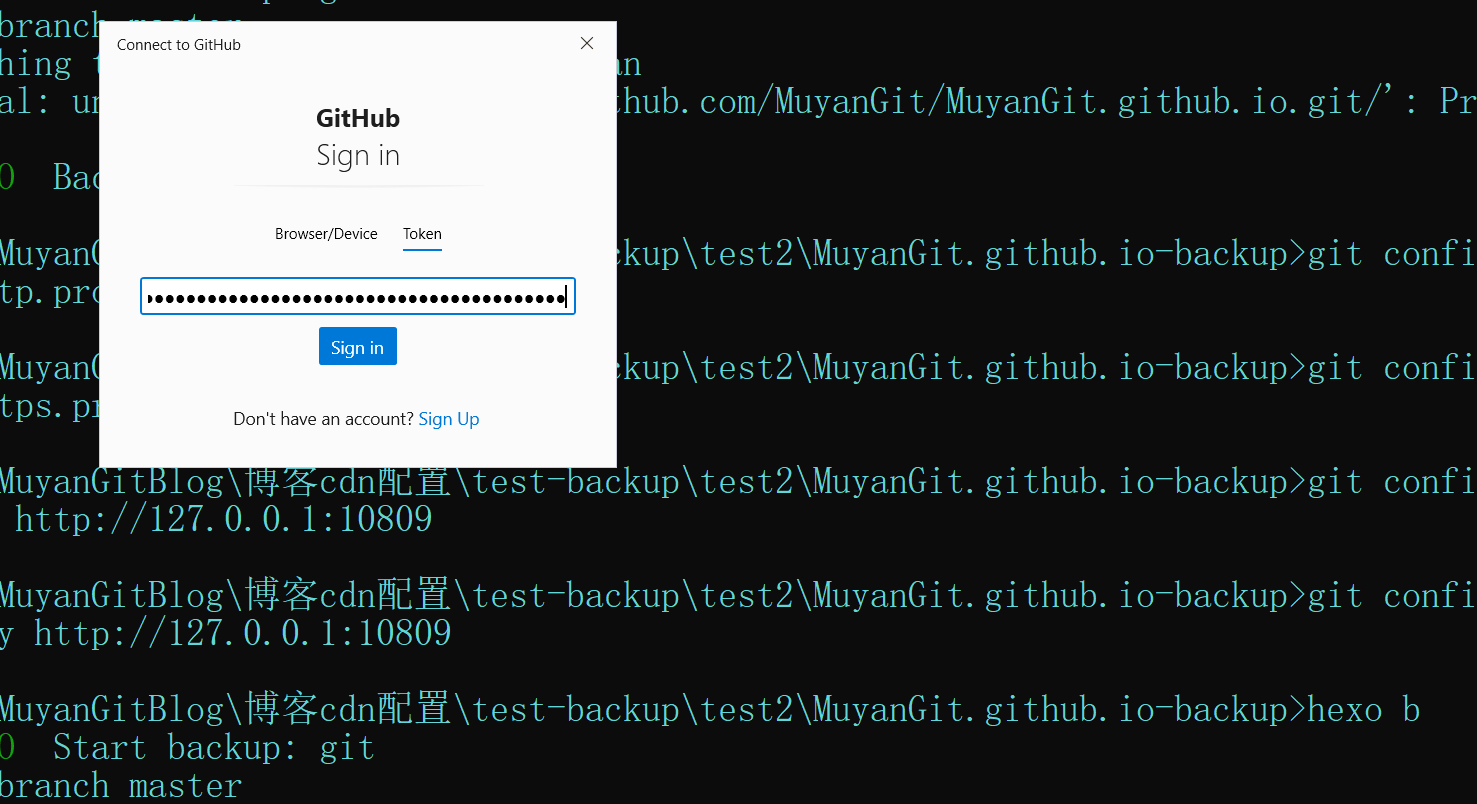 branch master
Connect to GitHub
hing
an
GitHub
al: un
thub.com/MuyanGit/MuyanGit.github.io.git/': Pr
Sign in
0 Bac
Browser/Device Token
MuyanG
ckup\test2\MuyanGit.github.io-backup>git confi
tp.pro
●●●●●●●●●●●●●●●●●●●●●●●●●●●●●●●●●●●●●●●●
Sign in
MuyanG
ckup\test2\MuyanGit.github.io-backup>git confi
tps.pr
Don't have an account? Sign Up
MuyanGitBlog\博客cdn配置\test-backup\test2\MuyanGit.github.io-backup>git confi
http://127.0.0.1:10809
MuyanGitBlog\博客cdn配置\test-backup\test2\MuyanGit.github.io-backup>git confi
y http://127.0.0.1:10809
MuyanGitBlog\博客cdn配置\test-backup\test2\MuyanGit.github.io-backup>hexo b
O Start backup: git
branch master